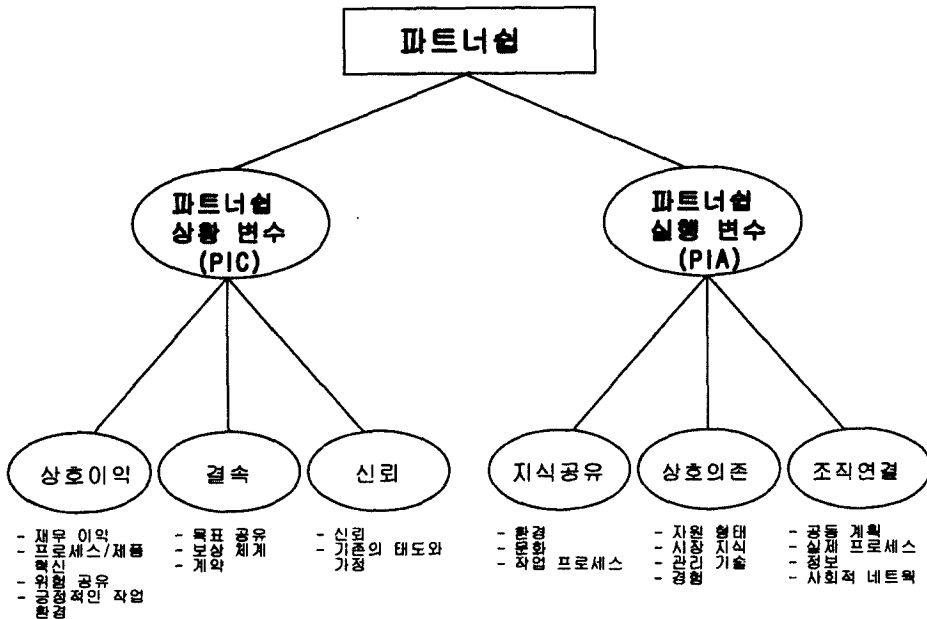 파트너쉽
파트너쉽
상황 변수
(PIC)
파트너쉽
실행 변수
(PIA)
상호이익
결속
신뢰
지식공유
상호의존
조직연결
- 재무 이익
- 프로세스/제품
혁신
- 위험 공유
- 긍정적인 작업
환경
- 목표 공유
- 보상 체계
- 계약
- 신뢰
- 기존의 태도와
가정
- 환경
- 문화
- 작업 프로세스
- 자원 형태
- 시장 지식
- 관리 기술
- 경험
- 공동 계획
- 실제 프로세스
- 정보
- 사회적 네트웍